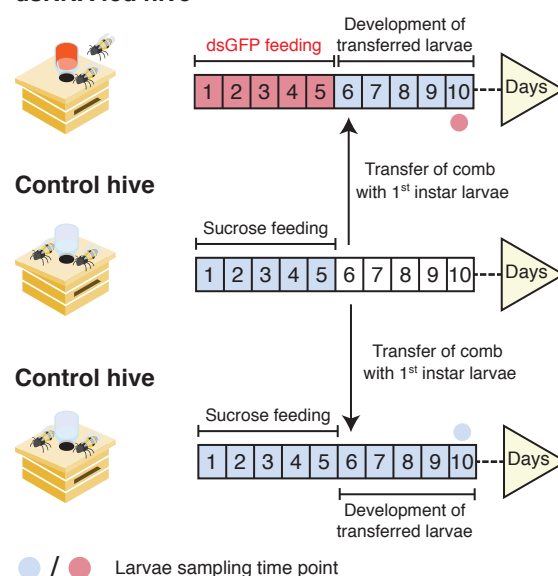 dsGFP feeding
Development of
transferred larvae
1 2 3 4 5 6 7 8 9 10
Days
Transfer of comb
with 1st instar larvae
Control hive
Sucrose feeding
1 2 3 4 5 6 7 8 9 10
Days
Transfer of comb
with 1st instar larvae
Control hive
Sucrose feeding
1 2 3 4 5 6 7 8 9 10
Days
Development of
transferred larvae
/ Larvae sampling time point